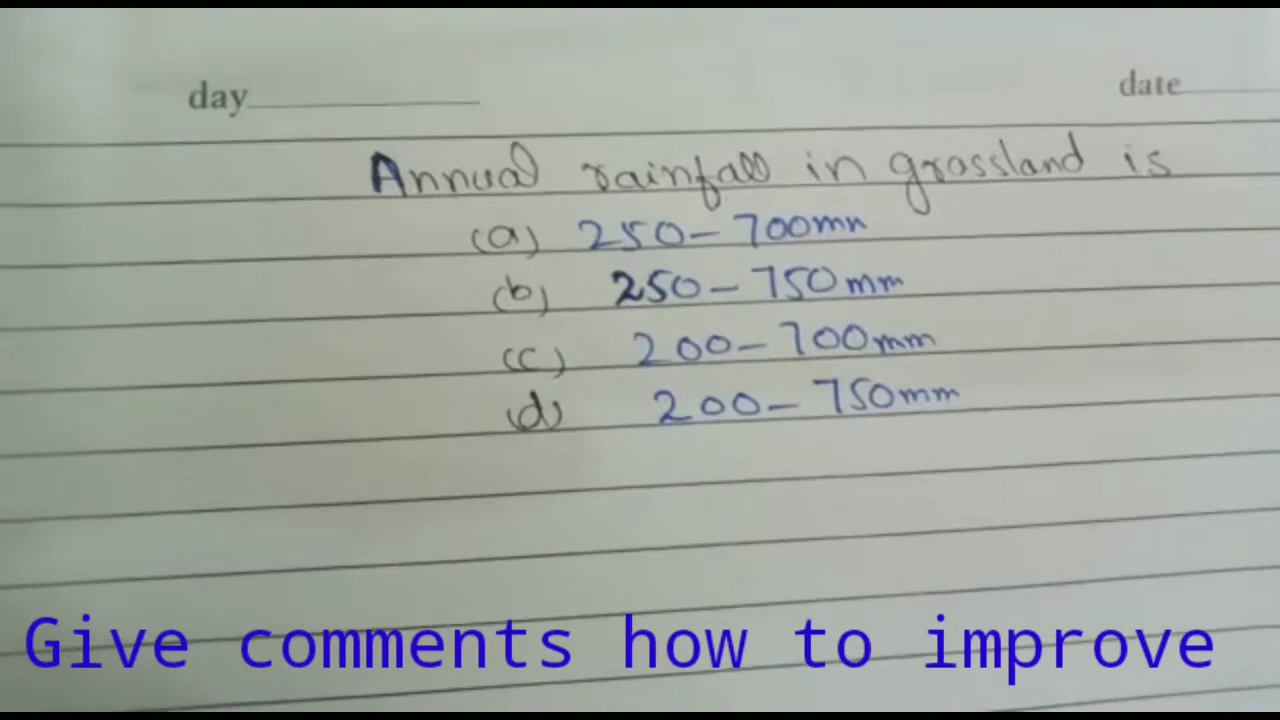 day date
Annual rainfall in grassland is
(a) 250-700mm
(b) 250-750mm
(c) 200-700mm
(d) 200-750mm
Give comments how to improve